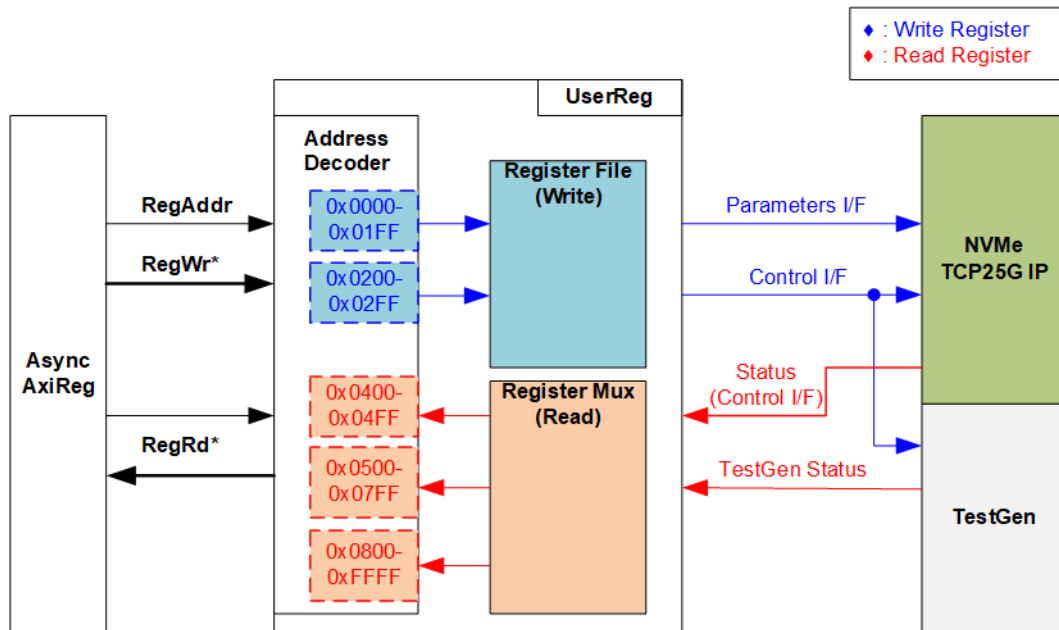 ♦ : Write Register
♦ : Read Register
UserReg
Address
Decoder
Register File
(Write)
0x0000-
0x01FF
RegAddr
Parameters I/F
NVMe
TCP25G IP
RegWr*
0x0200-
0x02FF
Control I/F
Async
AxiReg
0x0400-
0x04FF
Register Mux
(Read)
Status
(Control I/F)
RegRd*
0x0500-
0x07FF
TestGen Status
TestGen
0x0800-
0xFFFF